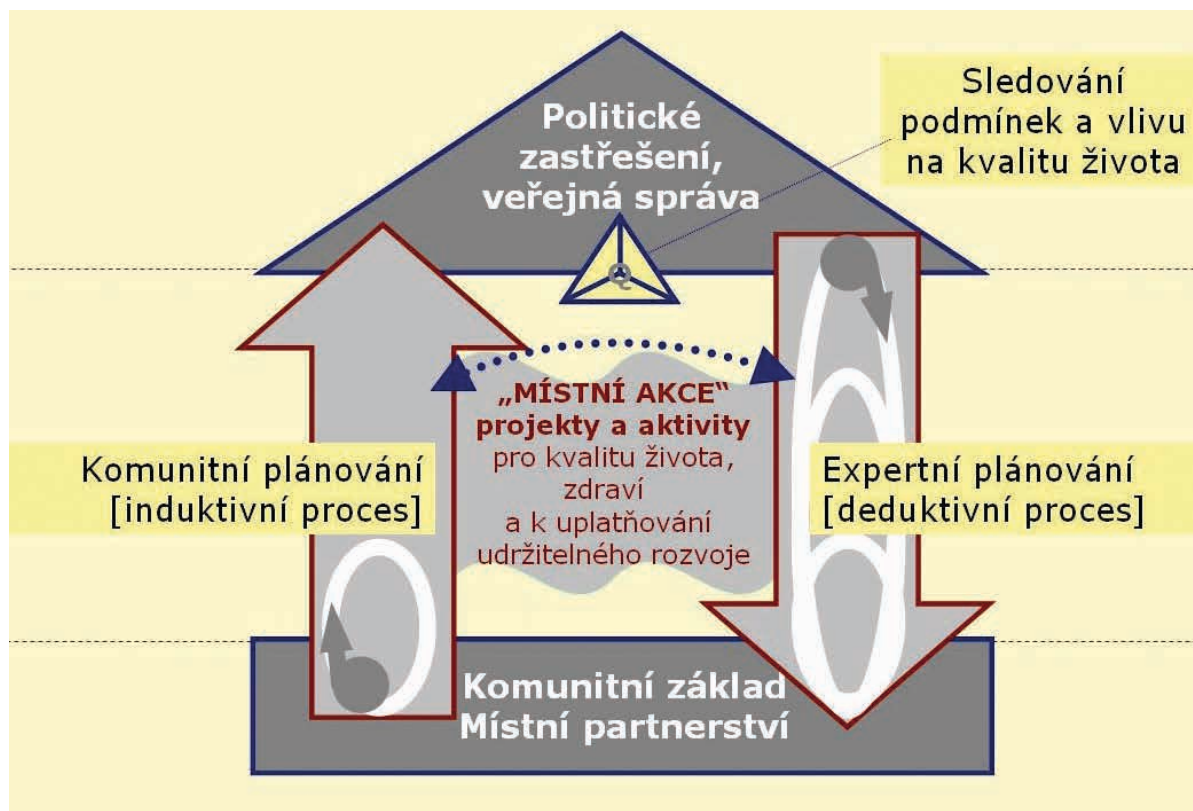 Politické
zastřešení,
veřejná správa
Sledování
podmínek a vlivu
na kvalitu života
Q
„MÍSTNÍ AKCE“
projekty a aktivity
pro kvalitu života,
zdraví
a k uplatňování
udržitelného rozvoje
Komunitní plánování
[induktivní proces]
Expertní plánování
[deduktivní proces]
Komunitní základ
Místní partnerství